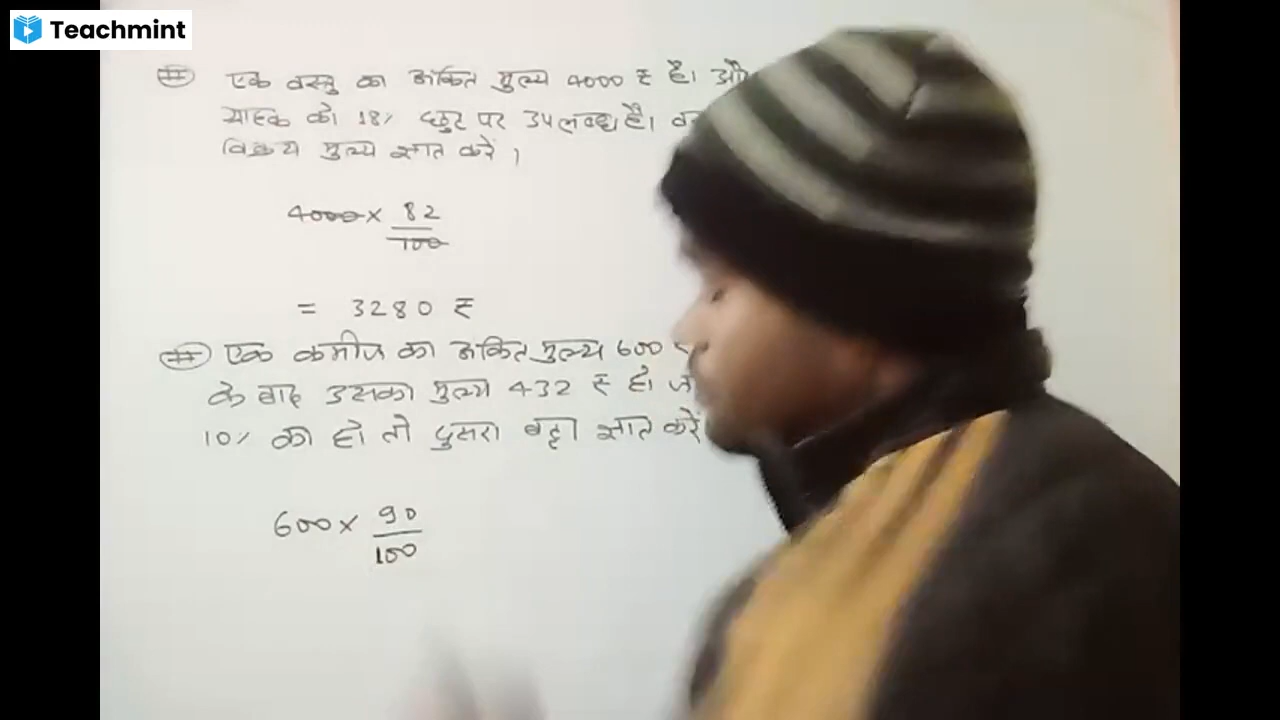 Teachmint
एक वस्तु का अंकित मुल्य 4000 ₹ है। और
ग्राहक को 18% छुट पर उपलब्ध है।
विक्रय मुल्य ज्ञात करें ।
4000 × 82
100
= 3280 ₹
एक कमीज का अंकित मुल्य 600
के बाद उसका मुल्य 432 ₹ हो
10% का हो तो दुसरा बट्टा ज्ञात करें
600 × 90
100